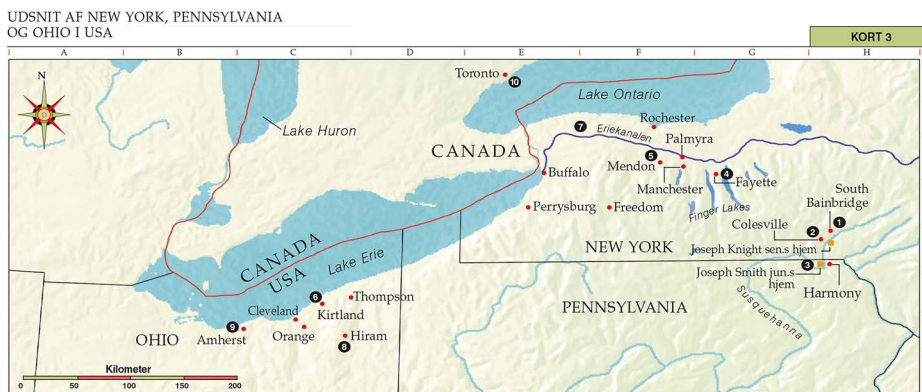 UDSNIT AF NEW YORK, PENNSYLVANIA
OG OHIO I USA
KORT 3
A B C D E F G H
N
Toronto
10
Lake Ontario
Lake Huron
Rochester
7
Eriekanalen
Palmyra
CANADA
5
Mendon
Buffalo
Manchester
4
Fayette
South
Bainbridge
Perrysburg
Freedom
Finger Lakes
Colesville
2
1
CANADA
USA
Lake Erie
NEW YORK
Joseph Knight sen.s hjem
3
Joseph Smith jun.s
hjem
Harmony
Susquehanna
PENNSYLVANIA
6
Thompson
Cleveland
Kirtland
9
Amherst
Orange
Hiram
8
OHIO
Kilometer
0 50 100 150 200